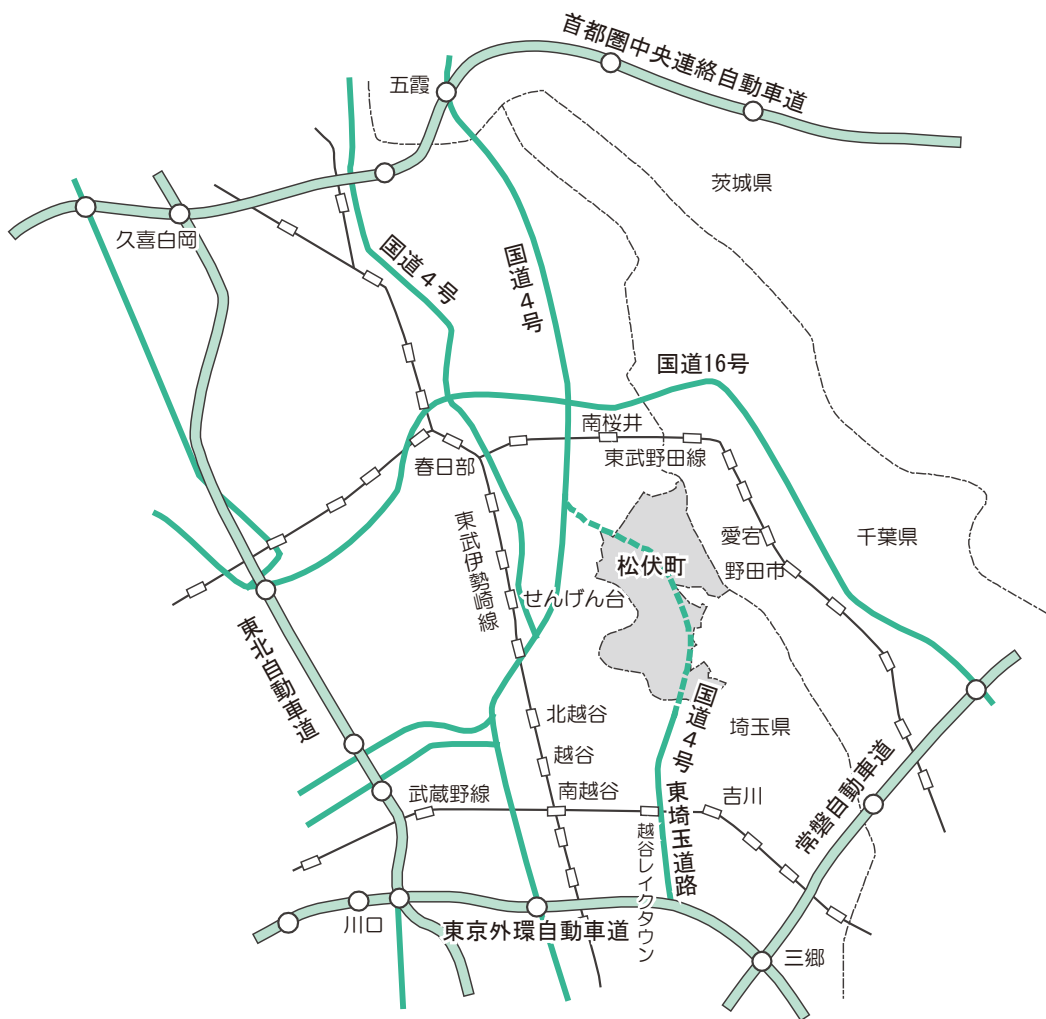 首都圏中央連絡自動車道
五霞
茨城県
久喜白岡
国道４号
国道４号
国道16号
南桜井
東武野田線
春日部
東武伊勢崎線
愛宕
千葉県
松伏町
野田市
せんげん台
東北自動車道
国道４号 東埼玉道路
北越谷
埼玉県
越谷
武蔵野線
南越谷
吉川
常磐自動車道
越谷レイクタウン
川口
東京外環自動車道
三郷